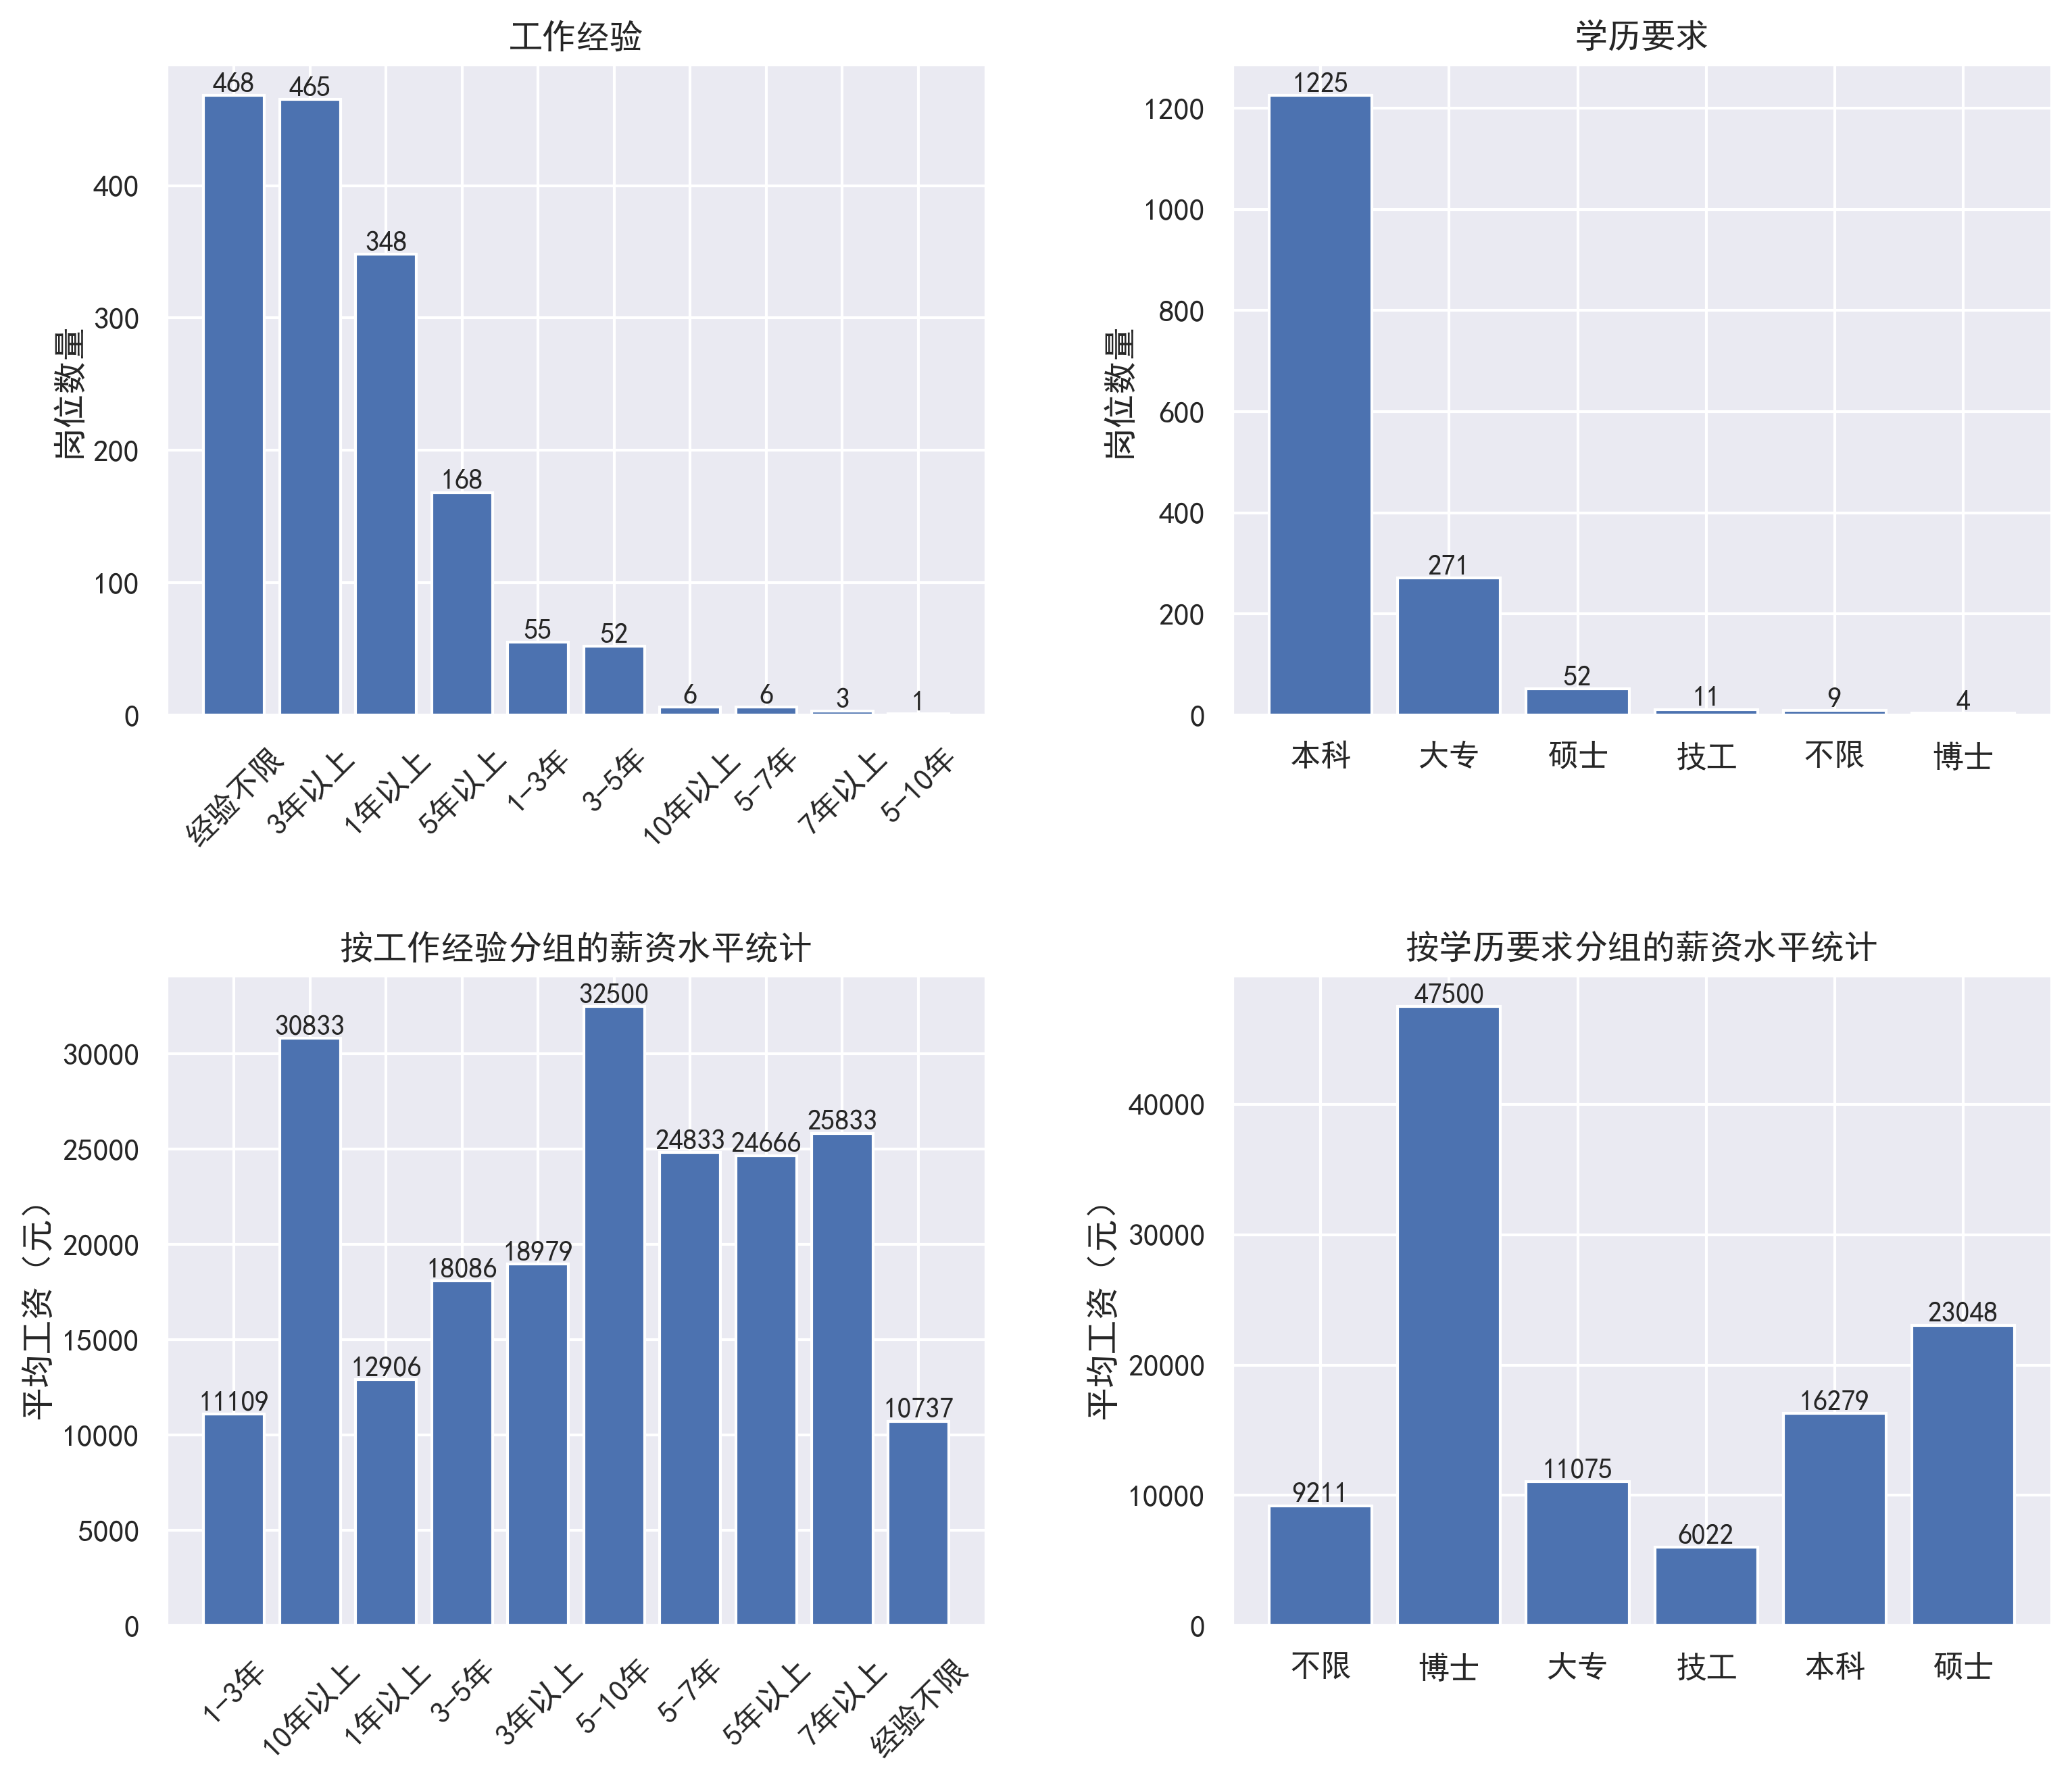 工作经验
468
465
348
168
55
52
6
6
3
1
400
300
200
100
0
岗位数量
经验不限
3年以上
1年以上
5年以上
1-3年
3-5年
10年以上
5-7年
7年以上
5-10年
学历要求
1225
271
52
11
9
4
1200
1000
800
600
400
200
0
岗位数量
本科
大专
硕士
技工
不限
博士
按工作经验分组的薪资水平统计
11109
30833
12906
18086
18979
32500
24833
24666
25833
10737
30000
25000
20000
15000
10000
5000
0
平均工资（元）
1-3年
10年以上
1年以上
3-5年
3年以上
5-10年
5-7年
5年以上
7年以上
经验不限
按学历要求分组的薪资水平统计
9211
47500
11075
6022
16279
23048
40000
30000
20000
10000
0
平均工资（元）
不限
博士
大专
技工
本科
硕士